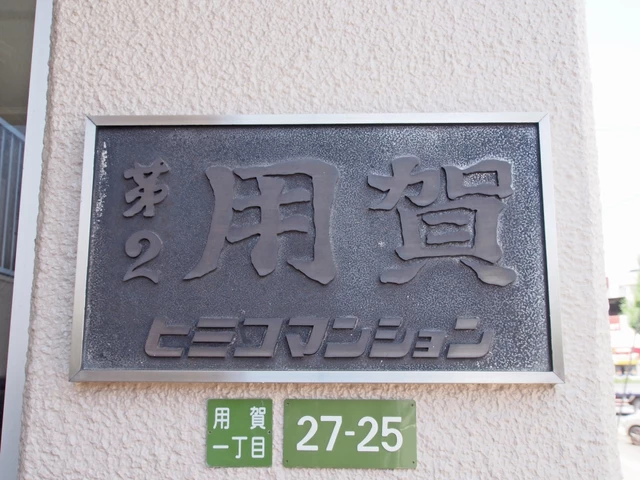 第2
用賀
ヒミコマンション
用賀
一丁目
27-25